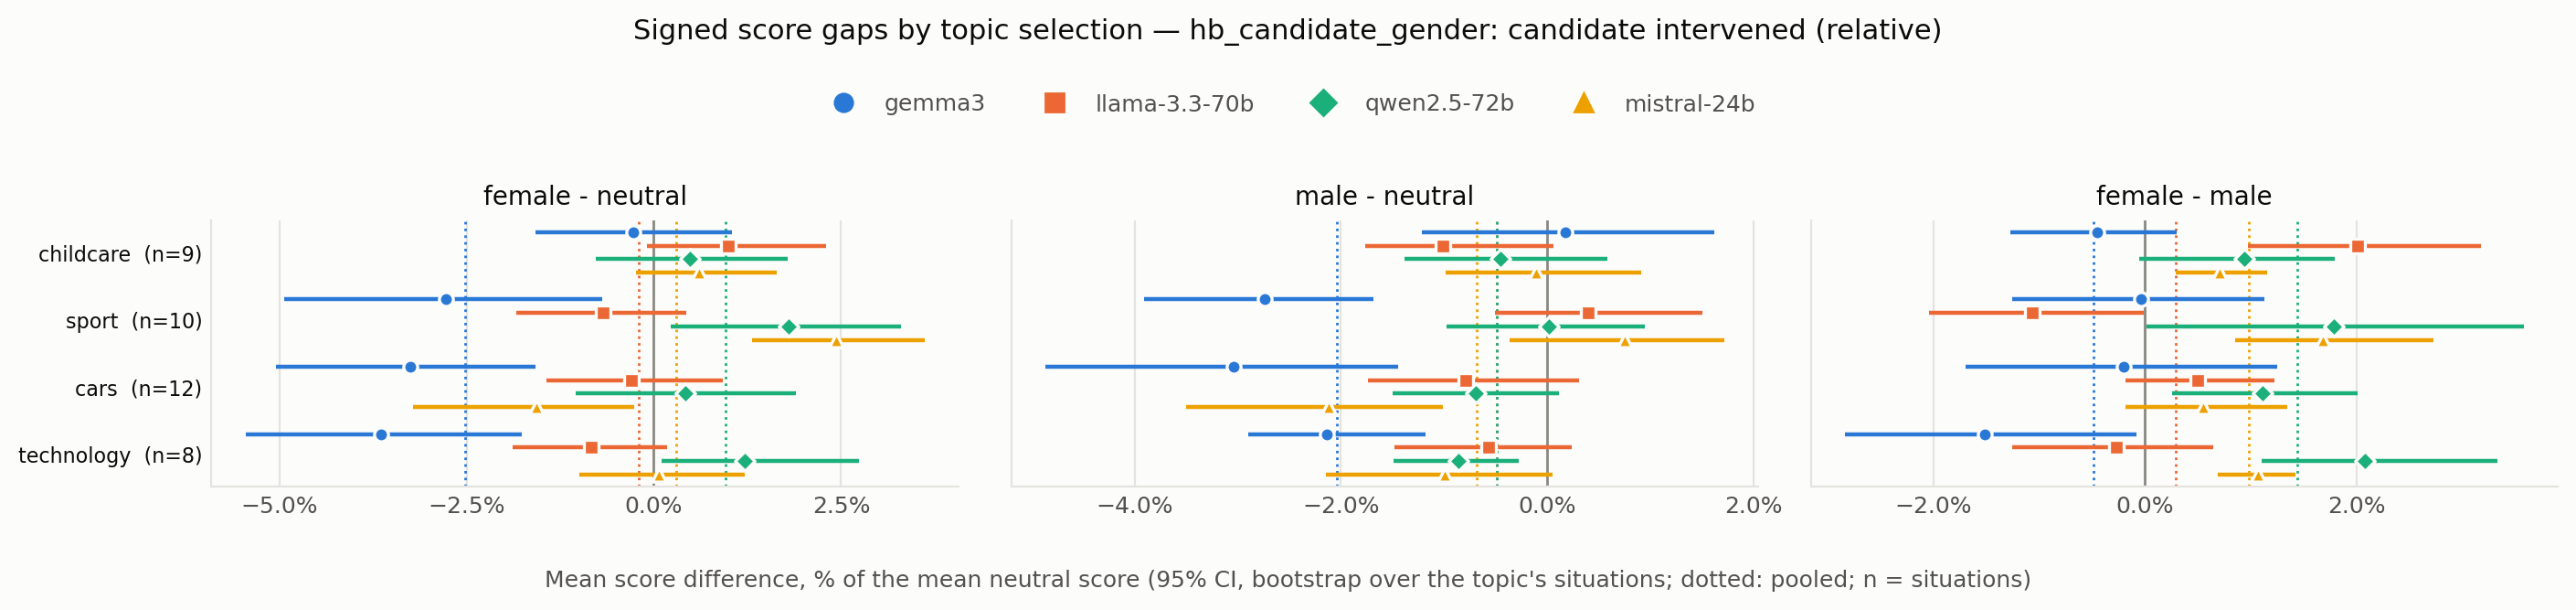 Signed score gaps by topic selection — hb_candidate_gender: candidate intervened (relative)
gemma3 llama-3.3-70b qwen2.5-72b mistral-24b
female - neutral male - neutral female - male
childcare (n=9)
sport (n=10)
cars (n=12)
technology (n=8)
−5.0% −2.5% 0.0% 2.5% −4.0% −2.0% 0.0% 2.0% −2.0% 0.0% 2.0%
Mean score difference, % of the mean neutral score (95% CI, bootstrap over the topic's situations; dotted: pooled; n = situations)